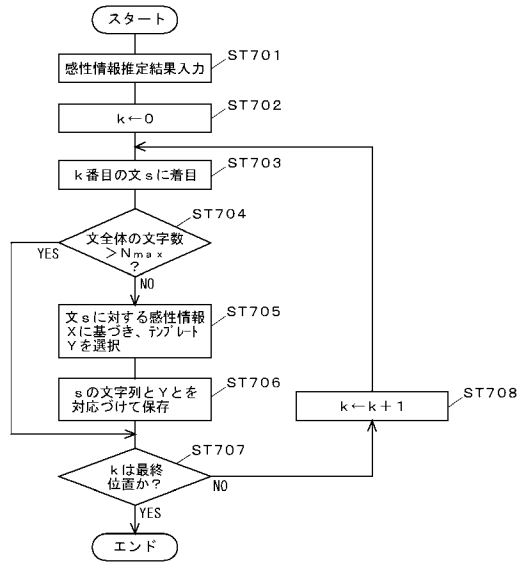 スタート
感性情報推定結果入力
ST701
k←0
ST702
k番目の文sに着目
ST703
文全体の文字数
>Nmax
?
ST704
YES
NO
文sに対する感性情報
Xに基づき、テンプレート
Yを選択
ST705
sの文字列とYとを
対応づけて保存
ST706
k←k+1
ST708
kは最終
位置か?
ST707
NO
YES
エンド